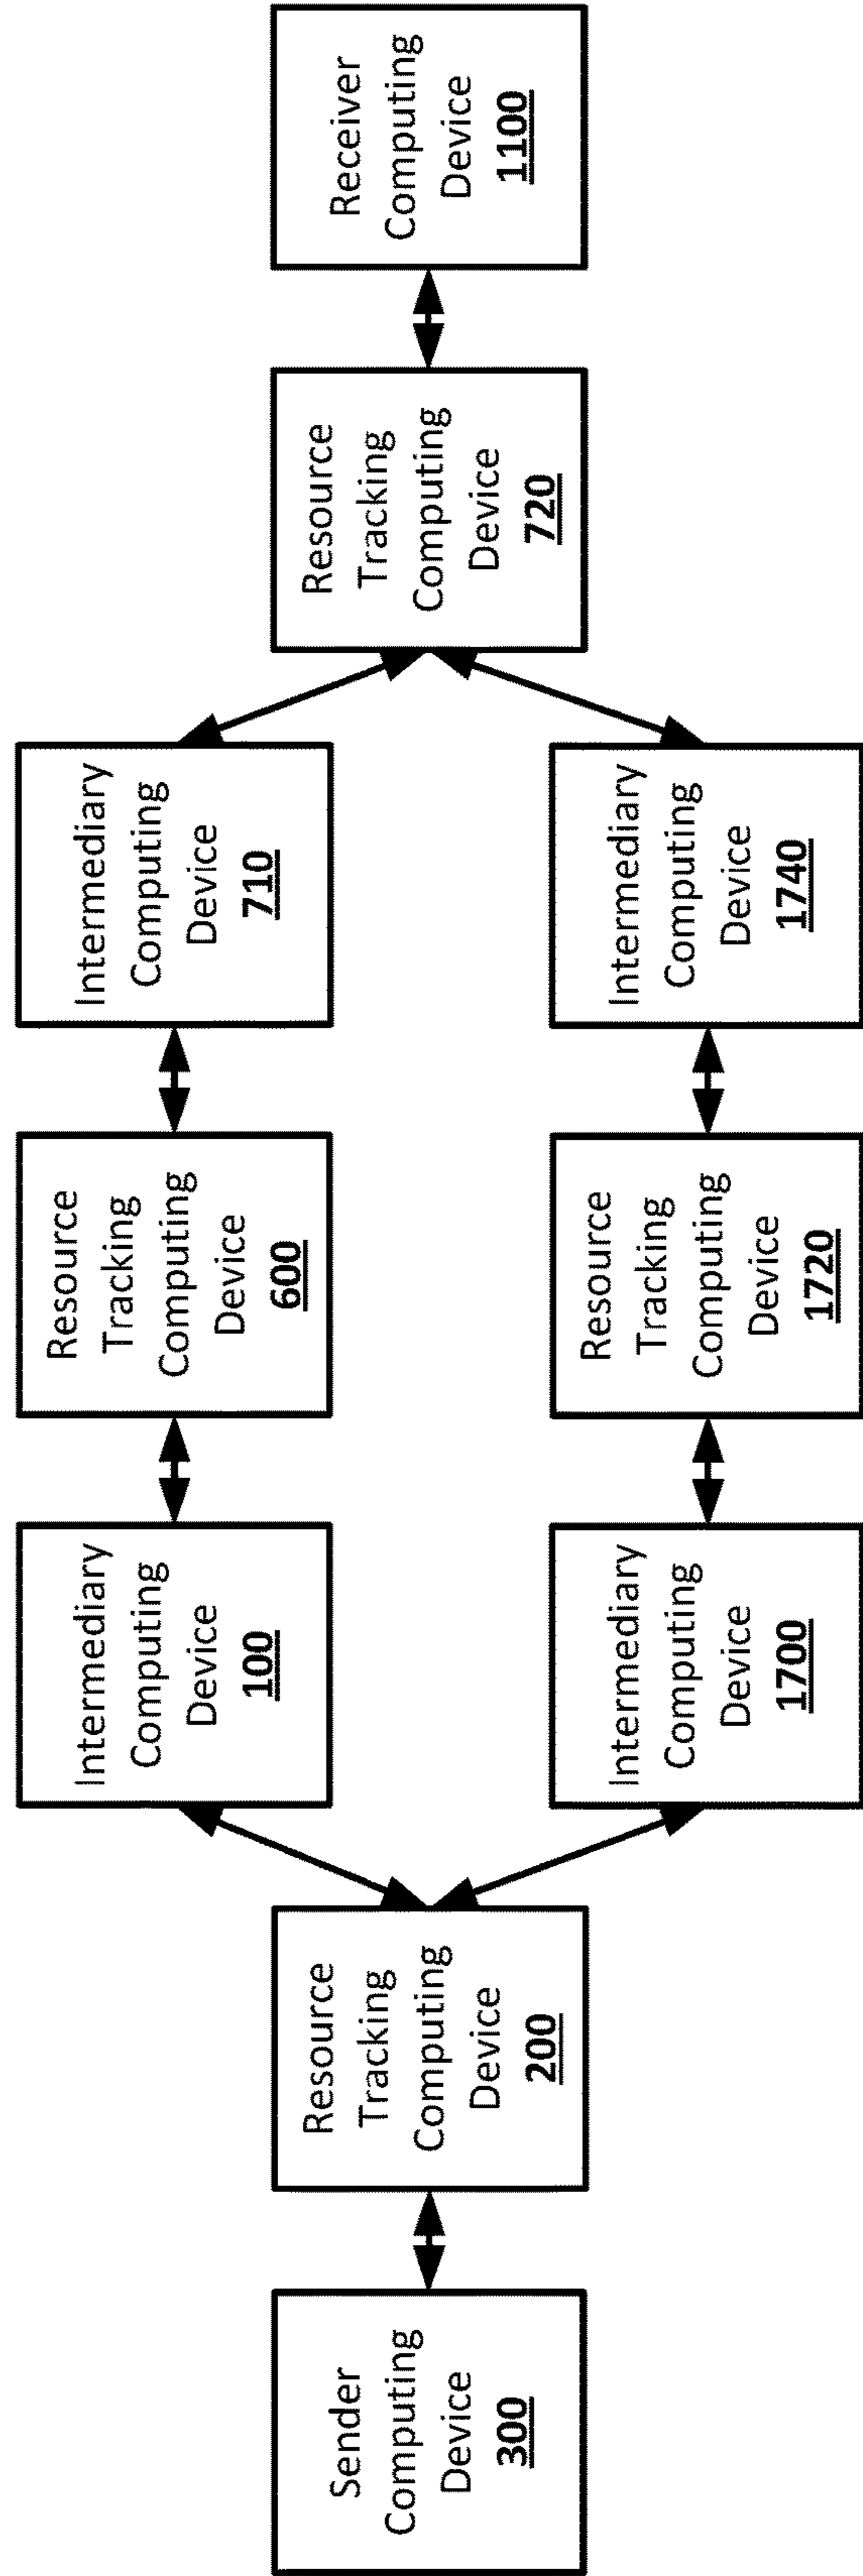 Sender
Computing
Device
300
Resource
Tracking
Computing
Device
200
Intermediary
Computing
Device
100
Resource
Tracking
Computing
Device
600
Intermediary
Computing
Device
710
Intermediary
Computing
Device
1700
Resource
Tracking
Computing
Device
1720
Intermediary
Computing
Device
1740
Resource
Tracking
Computing
Device
720
Receiver
Computing
Device
1100